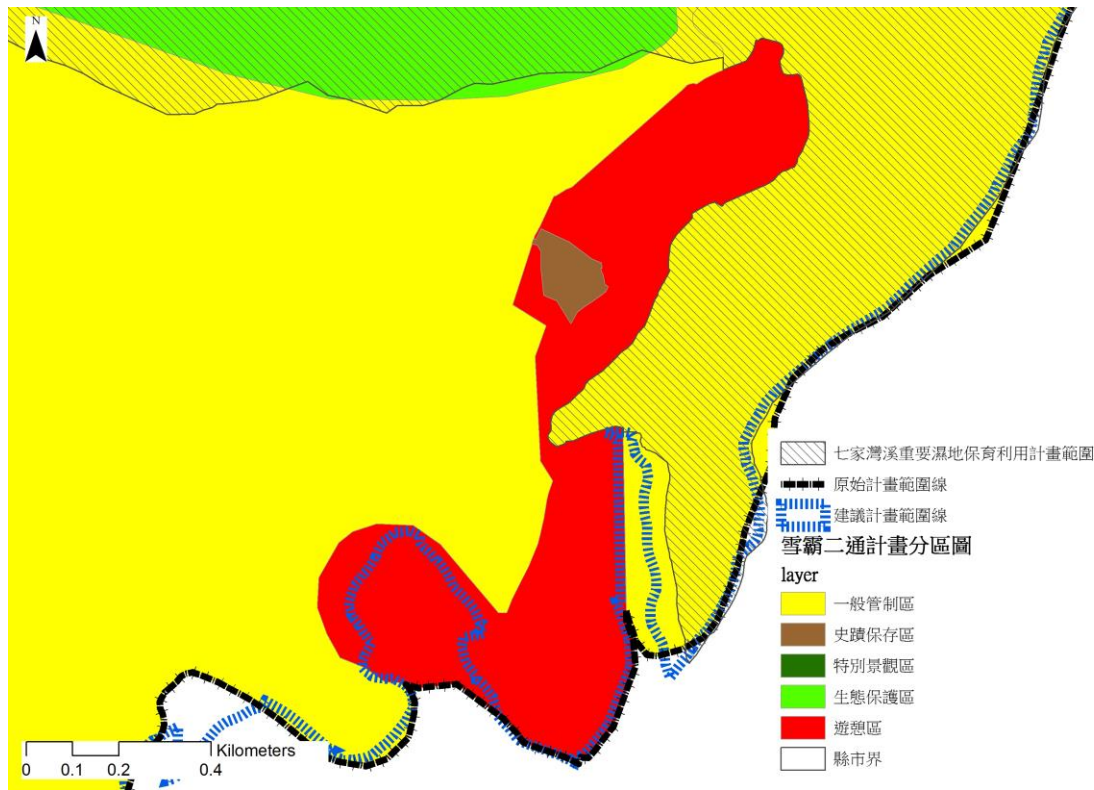 N
七家灣溪重要濕地保育利用計畫範圍
原始計畫範圍線
建議計畫範圍線
雪霸二通計畫分區圖
layer
一般管制區
史蹟保存區
特別景觀區
生態保護區
遊憩區
縣市界
Kilometers
0 0.1 0.2 0.4